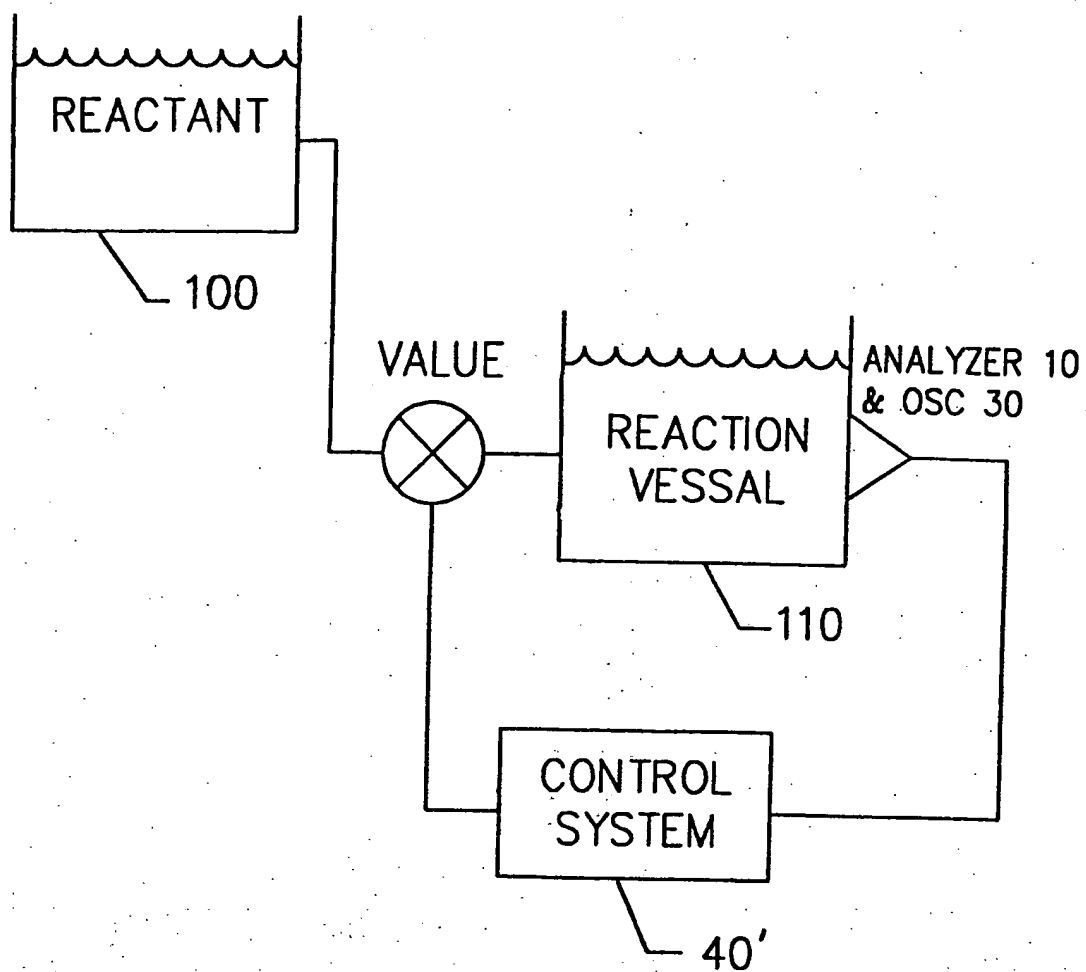 REACTANT
100
VALUE
ANALYZER 10
& OSC 30
REACTION
VESSAL
110
CONTROL
SYSTEM
40'